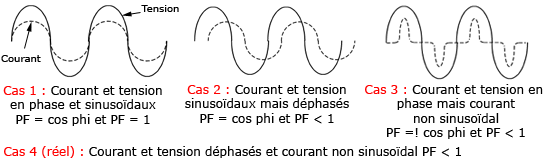 Tension
Courant
Cas 1 : Courant et tension
en phase et sinusoïdaux
PF = cos phi et PF = 1
Cas 2 : Courant et tension
sinusoïdaux mais déphasés
PF = cos phi et PF < 1
Cas 3 : Courant et tension en
phase mais courant
non sinusoïdal
PF =! cos phi et PF < 1
Cas 4 (réel) : Courant et tension déphasés et courant non sinusoïdal PF < 1